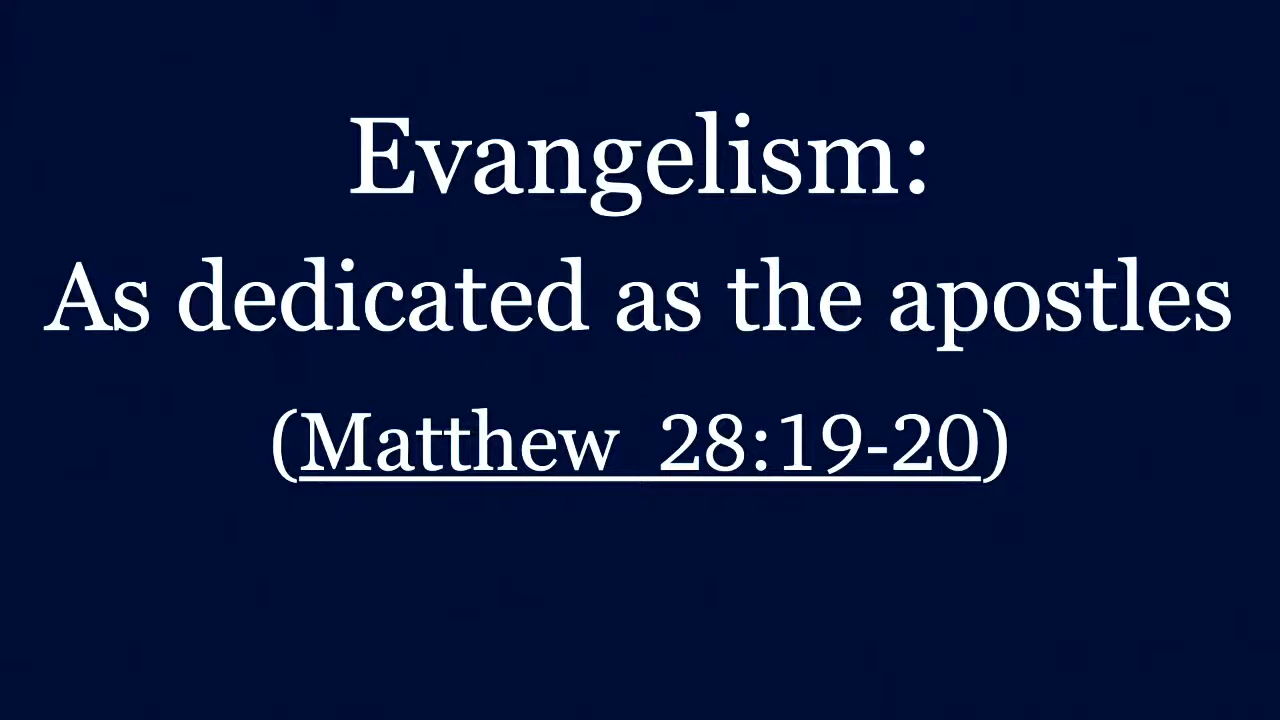 Evangelism:
As dedicated as the apostles
(Matthew 28:19-20)